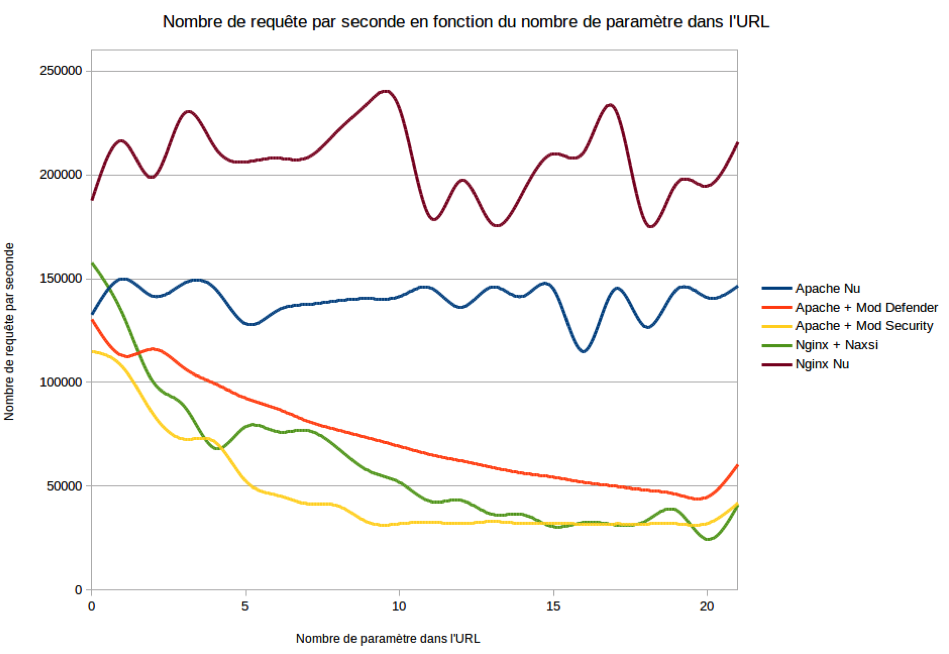 Nombre de requête par seconde en fonction du nombre de paramètre dans l'URL
250000
200000
150000
100000
50000
0
Nombre de requête par seconde
0 5 10 15 20
Nombre de paramètre dans l'URL
Apache Nu
Apache + Mod Defender
Apache + Mod Security
Nginx + Naxsi
Nginx Nu